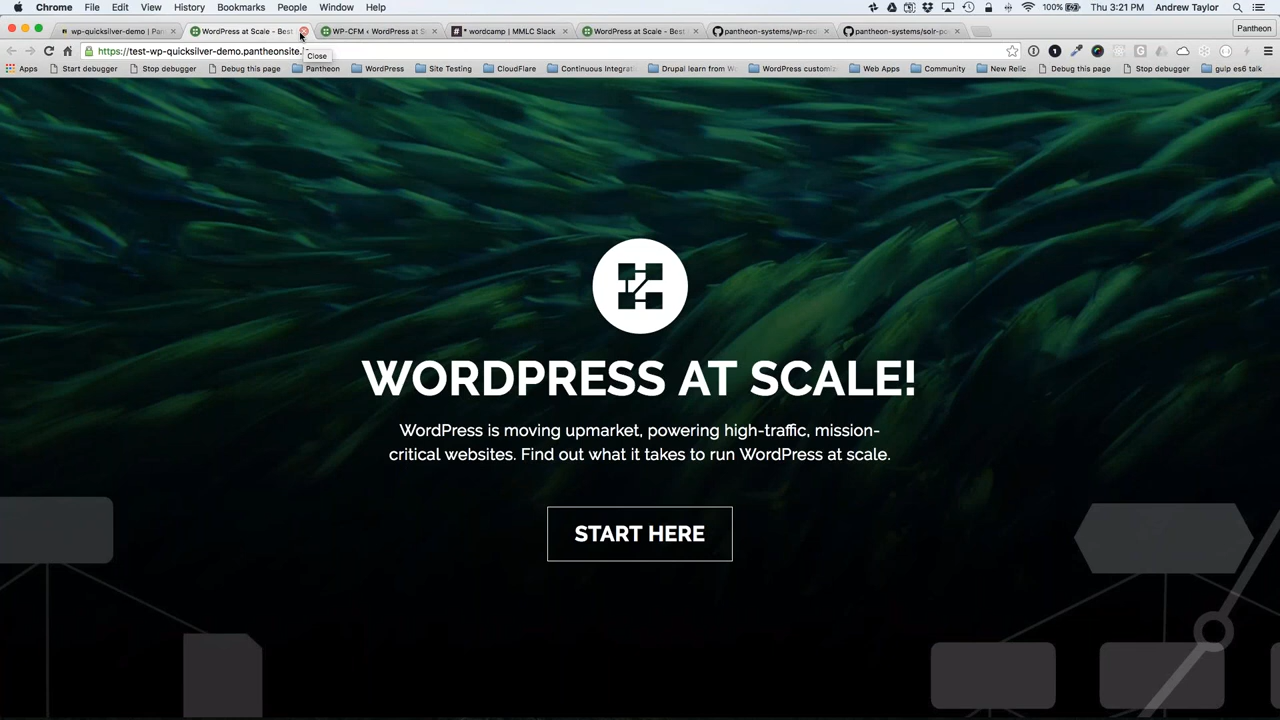 Chrome File Edit View History Bookmarks People Window Help 100% Thu 3:21 PM Andrew Taylor
wp-quicksilver-demo | Pan WordPress at Scale - Best WP-CFM ‹ WordPress at S * wordcamp | MMLC Slack WordPress at Scale - Best pantheon-systems/wp-red pantheon-systems/solr-po Pantheon
https://test-wp-quicksilver-demo.pantheonsite.i
Close
Apps Start debugger Stop debugger Debug this page Pantheon WordPress Site Testing CloudFlare Continuous Integrati Drupal learn from W WordPress customiz Web Apps Community New Relic Debug this page Stop debugger gulp es6 talk
WORDPRESS AT SCALE!
WordPress is moving upmarket, powering high-traffic, mission-
critical websites. Find out what it takes to run WordPress at scale.
START HERE